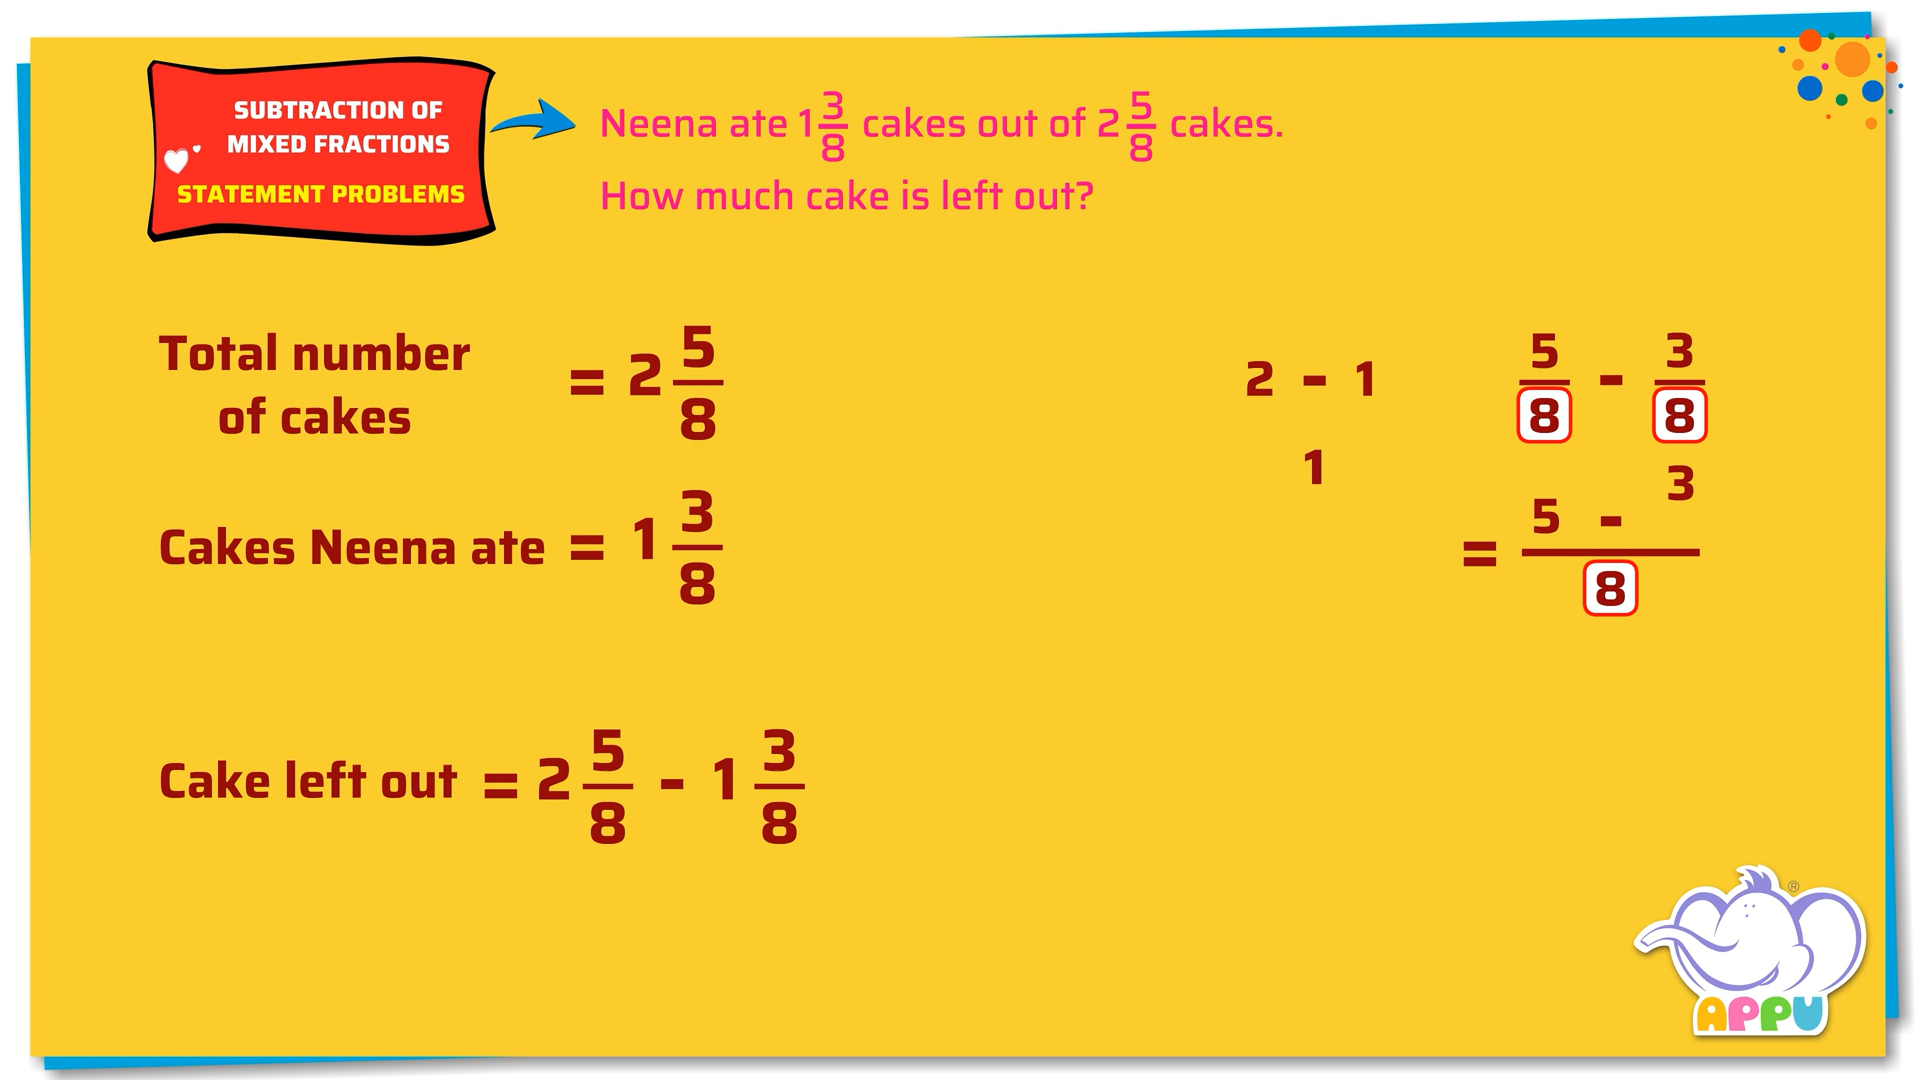 SUBTRACTION OF
MIXED FRACTIONS
STATEMENT PROBLEMS
Neena ate 1 3/8 cakes out of 2 5/8 cakes.
How much cake is left out?
Total number
of cakes
= 2 5/8
Cakes Neena ate = 1 3/8
Cake left out = 2 5/8 - 1 3/8
2 - 1
1
5/8 - 3/8
= 5 - 3
8
®
APPU